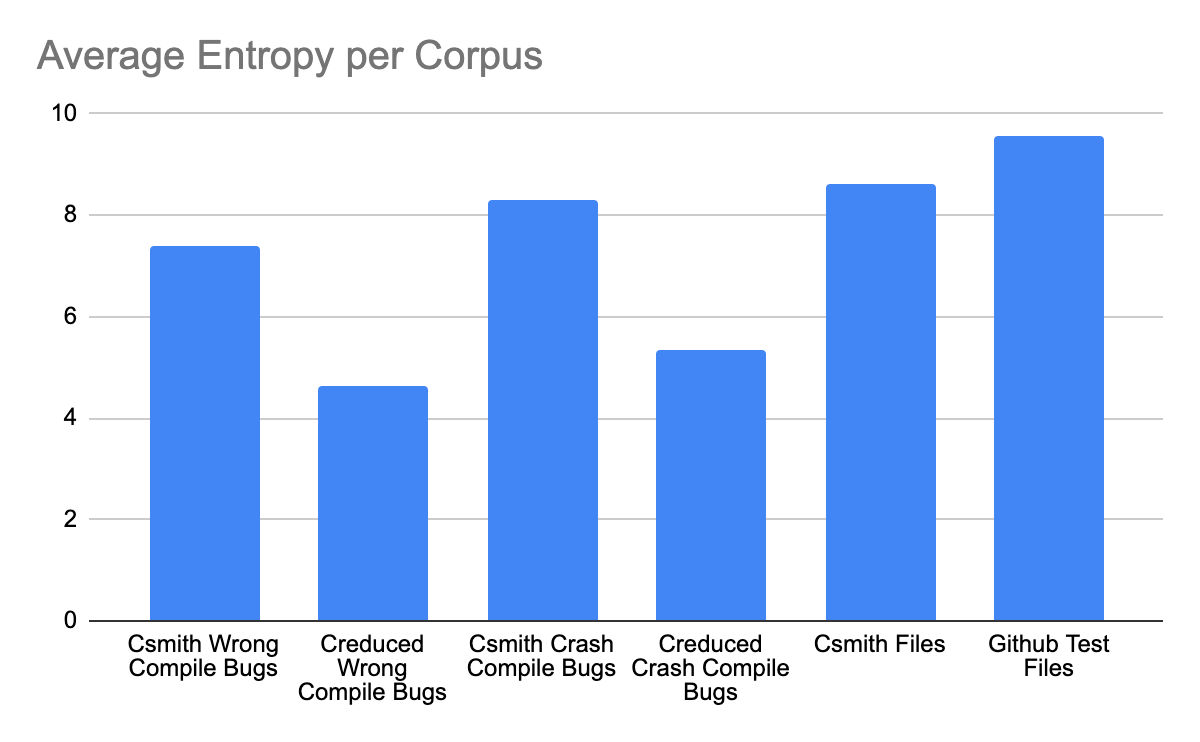 Average Entropy per Corpus
10
8
6
4
2
0
Csmith Wrong
Compile Bugs
Creduced
Wrong
Compile Bugs
Csmith Crash
Compile Bugs
Creduced
Crash Compile
Bugs
Csmith Files
Github Test
Files